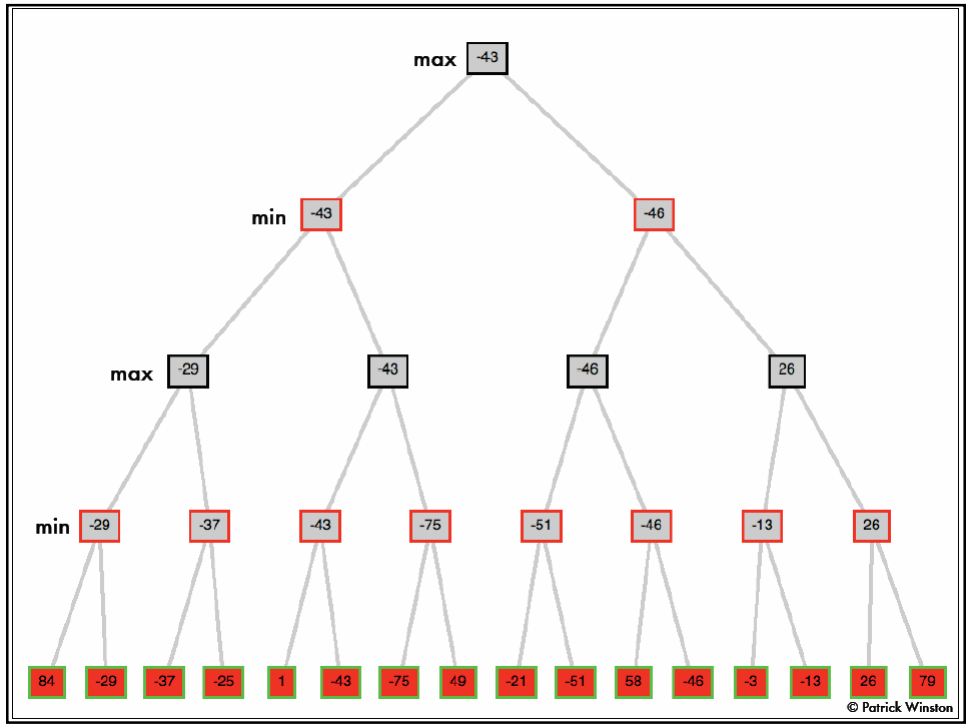 max -43
min -43 -46
max -29 -43 -46 26
min -29 -37 -43 -75 -51 -46 -13 26
84 -29 -37 -25 1 -43 -75 49 -21 -51 58 -46 -3 -13 26 79
© Patrick Winston